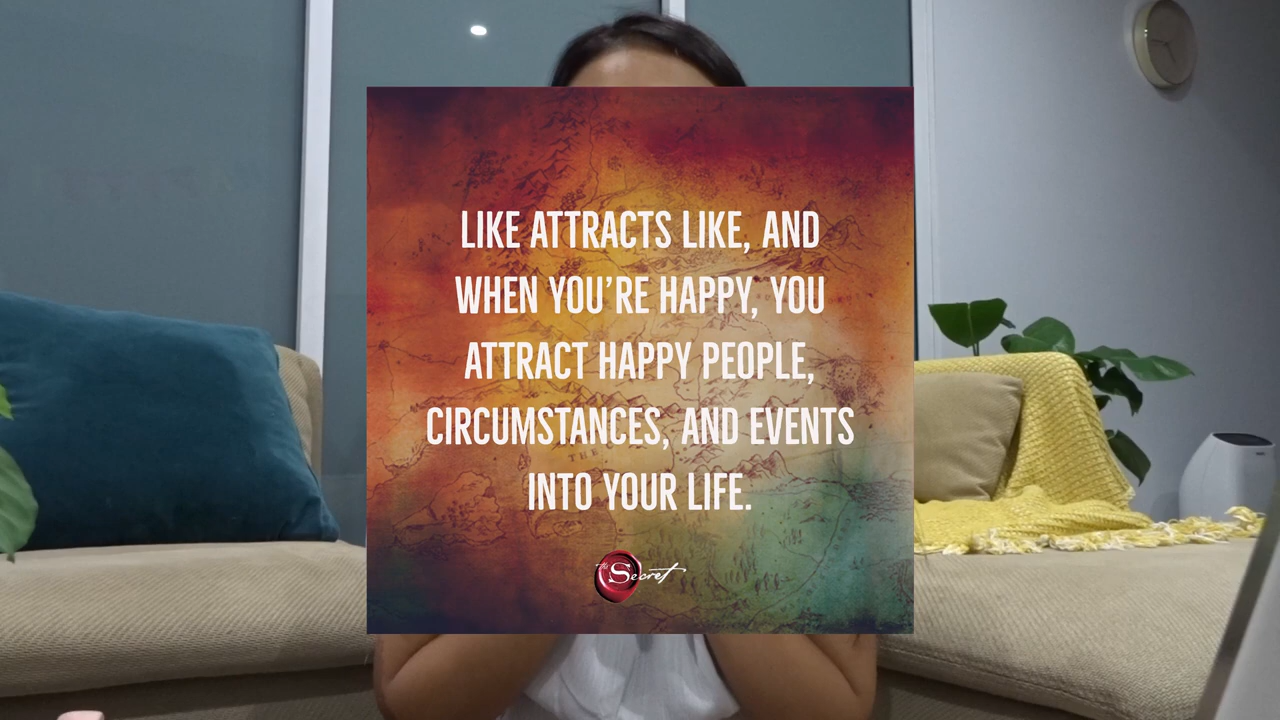 LIKE ATTRACTS LIKE, AND
WHEN YOU'RE HAPPY, YOU
ATTRACT HAPPY PEOPLE,
CIRCUMSTANCES, AND EVENTS
INTO YOUR LIFE.
THE
the Secret